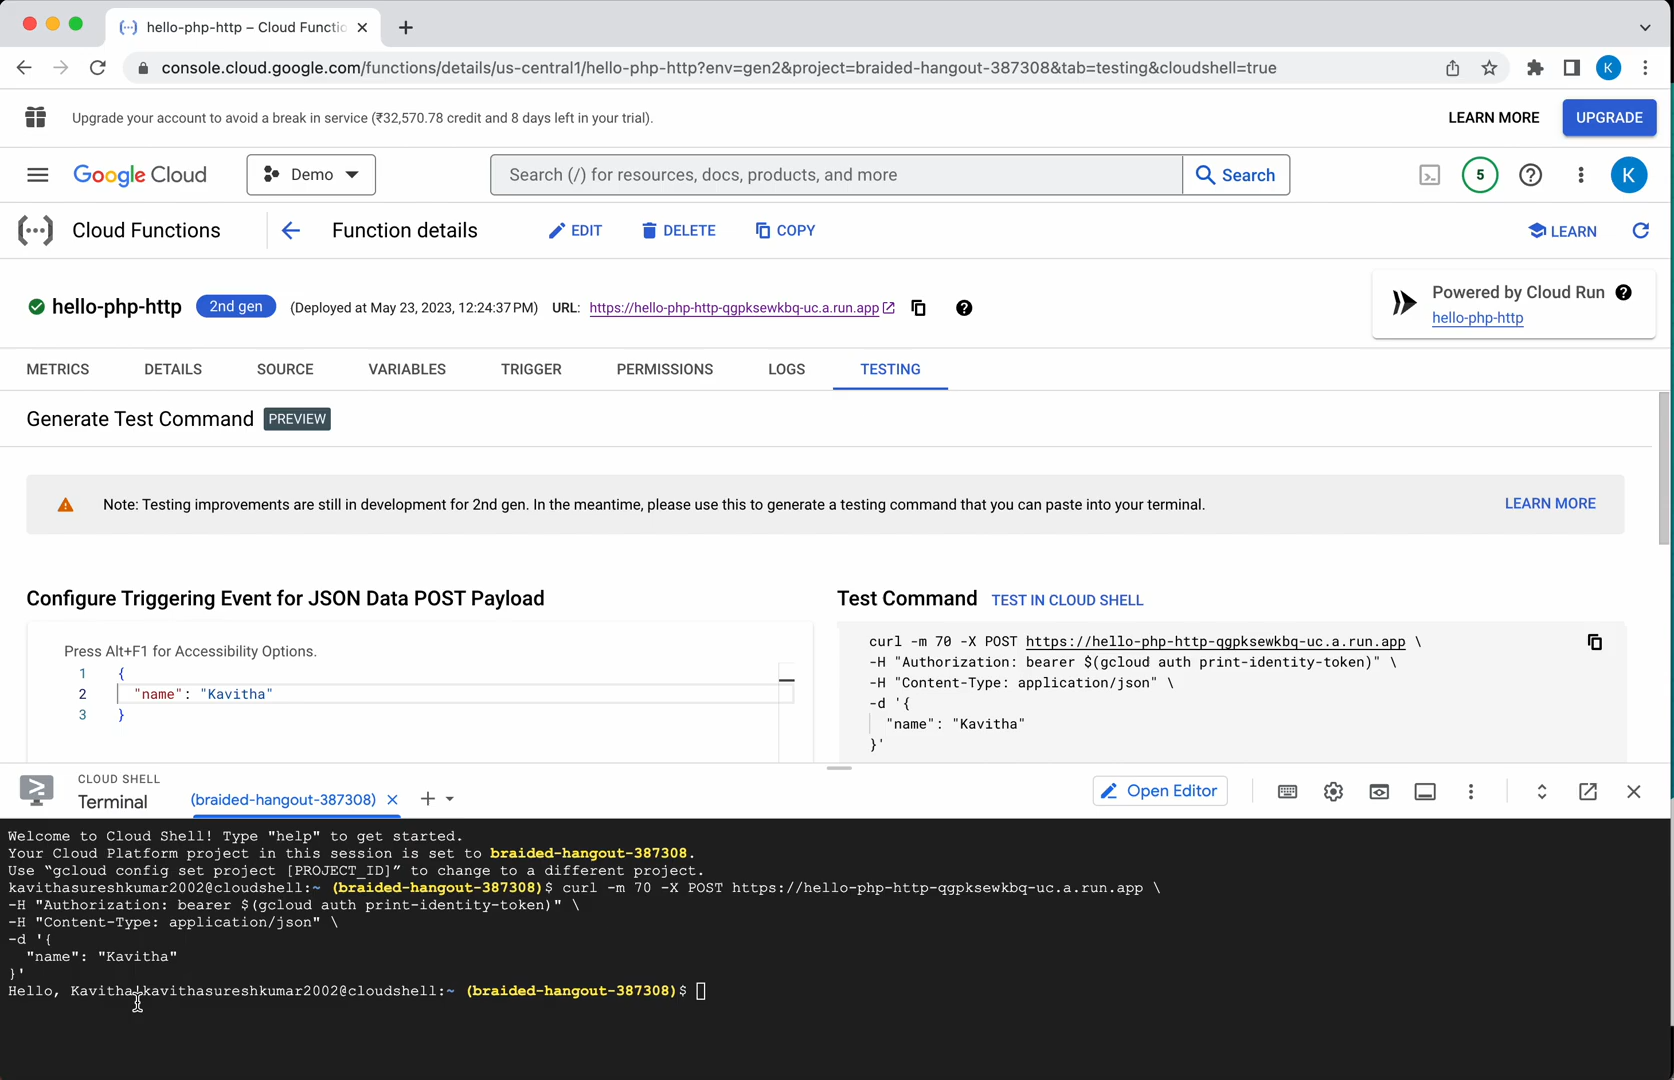 hello-php-http – Cloud Functio
console.cloud.google.com/functions/details/us-central1/hello-php-http?env=gen2&project=braided-hangout-387308&tab=testing&cloudshell=true
K
Upgrade your account to avoid a break in service (₹32,570.78 credit and 8 days left in your trial).
LEARN MORE
UPGRADE
Google Cloud
Demo
Search (/) for resources, docs, products, and more
Search
5
K
Cloud Functions
Function details
EDIT
DELETE
COPY
LEARN
hello-php-http
2nd gen
(Deployed at May 23, 2023, 12:24:37 PM)
URL:
https://hello-php-http-qgpksewkbq-uc.a.run.app
Powered by Cloud Run
hello-php-http
METRICS
DETAILS
SOURCE
VARIABLES
TRIGGER
PERMISSIONS
LOGS
TESTING
Generate Test Command
PREVIEW
Note: Testing improvements are still in development for 2nd gen. In the meantime, please use this to generate a testing command that you can paste into your terminal.
LEARN MORE
Configure Triggering Event for JSON Data POST Payload
Press Alt+F1 for Accessibility Options.
1 {
2 "name": "Kavitha"
3 }
Test Command
TEST IN CLOUD SHELL
curl -m 70 -X POST https://hello-php-http-qgpksewkbq-uc.a.run.app \
-H "Authorization: bearer $(gcloud auth print-identity-token)" \
-H "Content-Type: application/json" \
-d '{
"name": "Kavitha"
}'
CLOUD SHELL
Terminal
(braided-hangout-387308)
Open Editor
Welcome to Cloud Shell! Type "help" to get started.
Your Cloud Platform project in this session is set to braided-hangout-387308.
Use “gcloud config set project [PROJECT_ID]” to change to a different project.
kavithasureshkumar2002@cloudshell:~ (braided-hangout-387308)$ curl -m 70 -X POST https://hello-php-http-qgpksewkbq-uc.a.run.app \
-H "Authorization: bearer $(gcloud auth print-identity-token)" \
-H "Content-Type: application/json" \
-d '{
"name": "Kavitha"
}'
Hello, Kavitha!kavithasureshkumar2002@cloudshell:~ (braided-hangout-387308)$